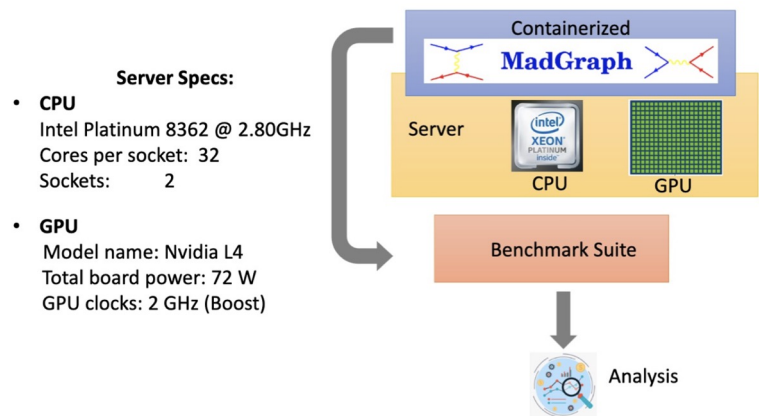 Server Specs:
• CPU
Intel Platinum 8362 @ 2.80GHz
Cores per socket: 32
Sockets: 2
• GPU
Model name: Nvidia L4
Total board power: 72 W
GPU clocks: 2 GHz (Boost)
Containerized
MadGraph
Server
intel
XEON
PLATINUM
inside
CPU
GPU
Benchmark Suite
Analysis